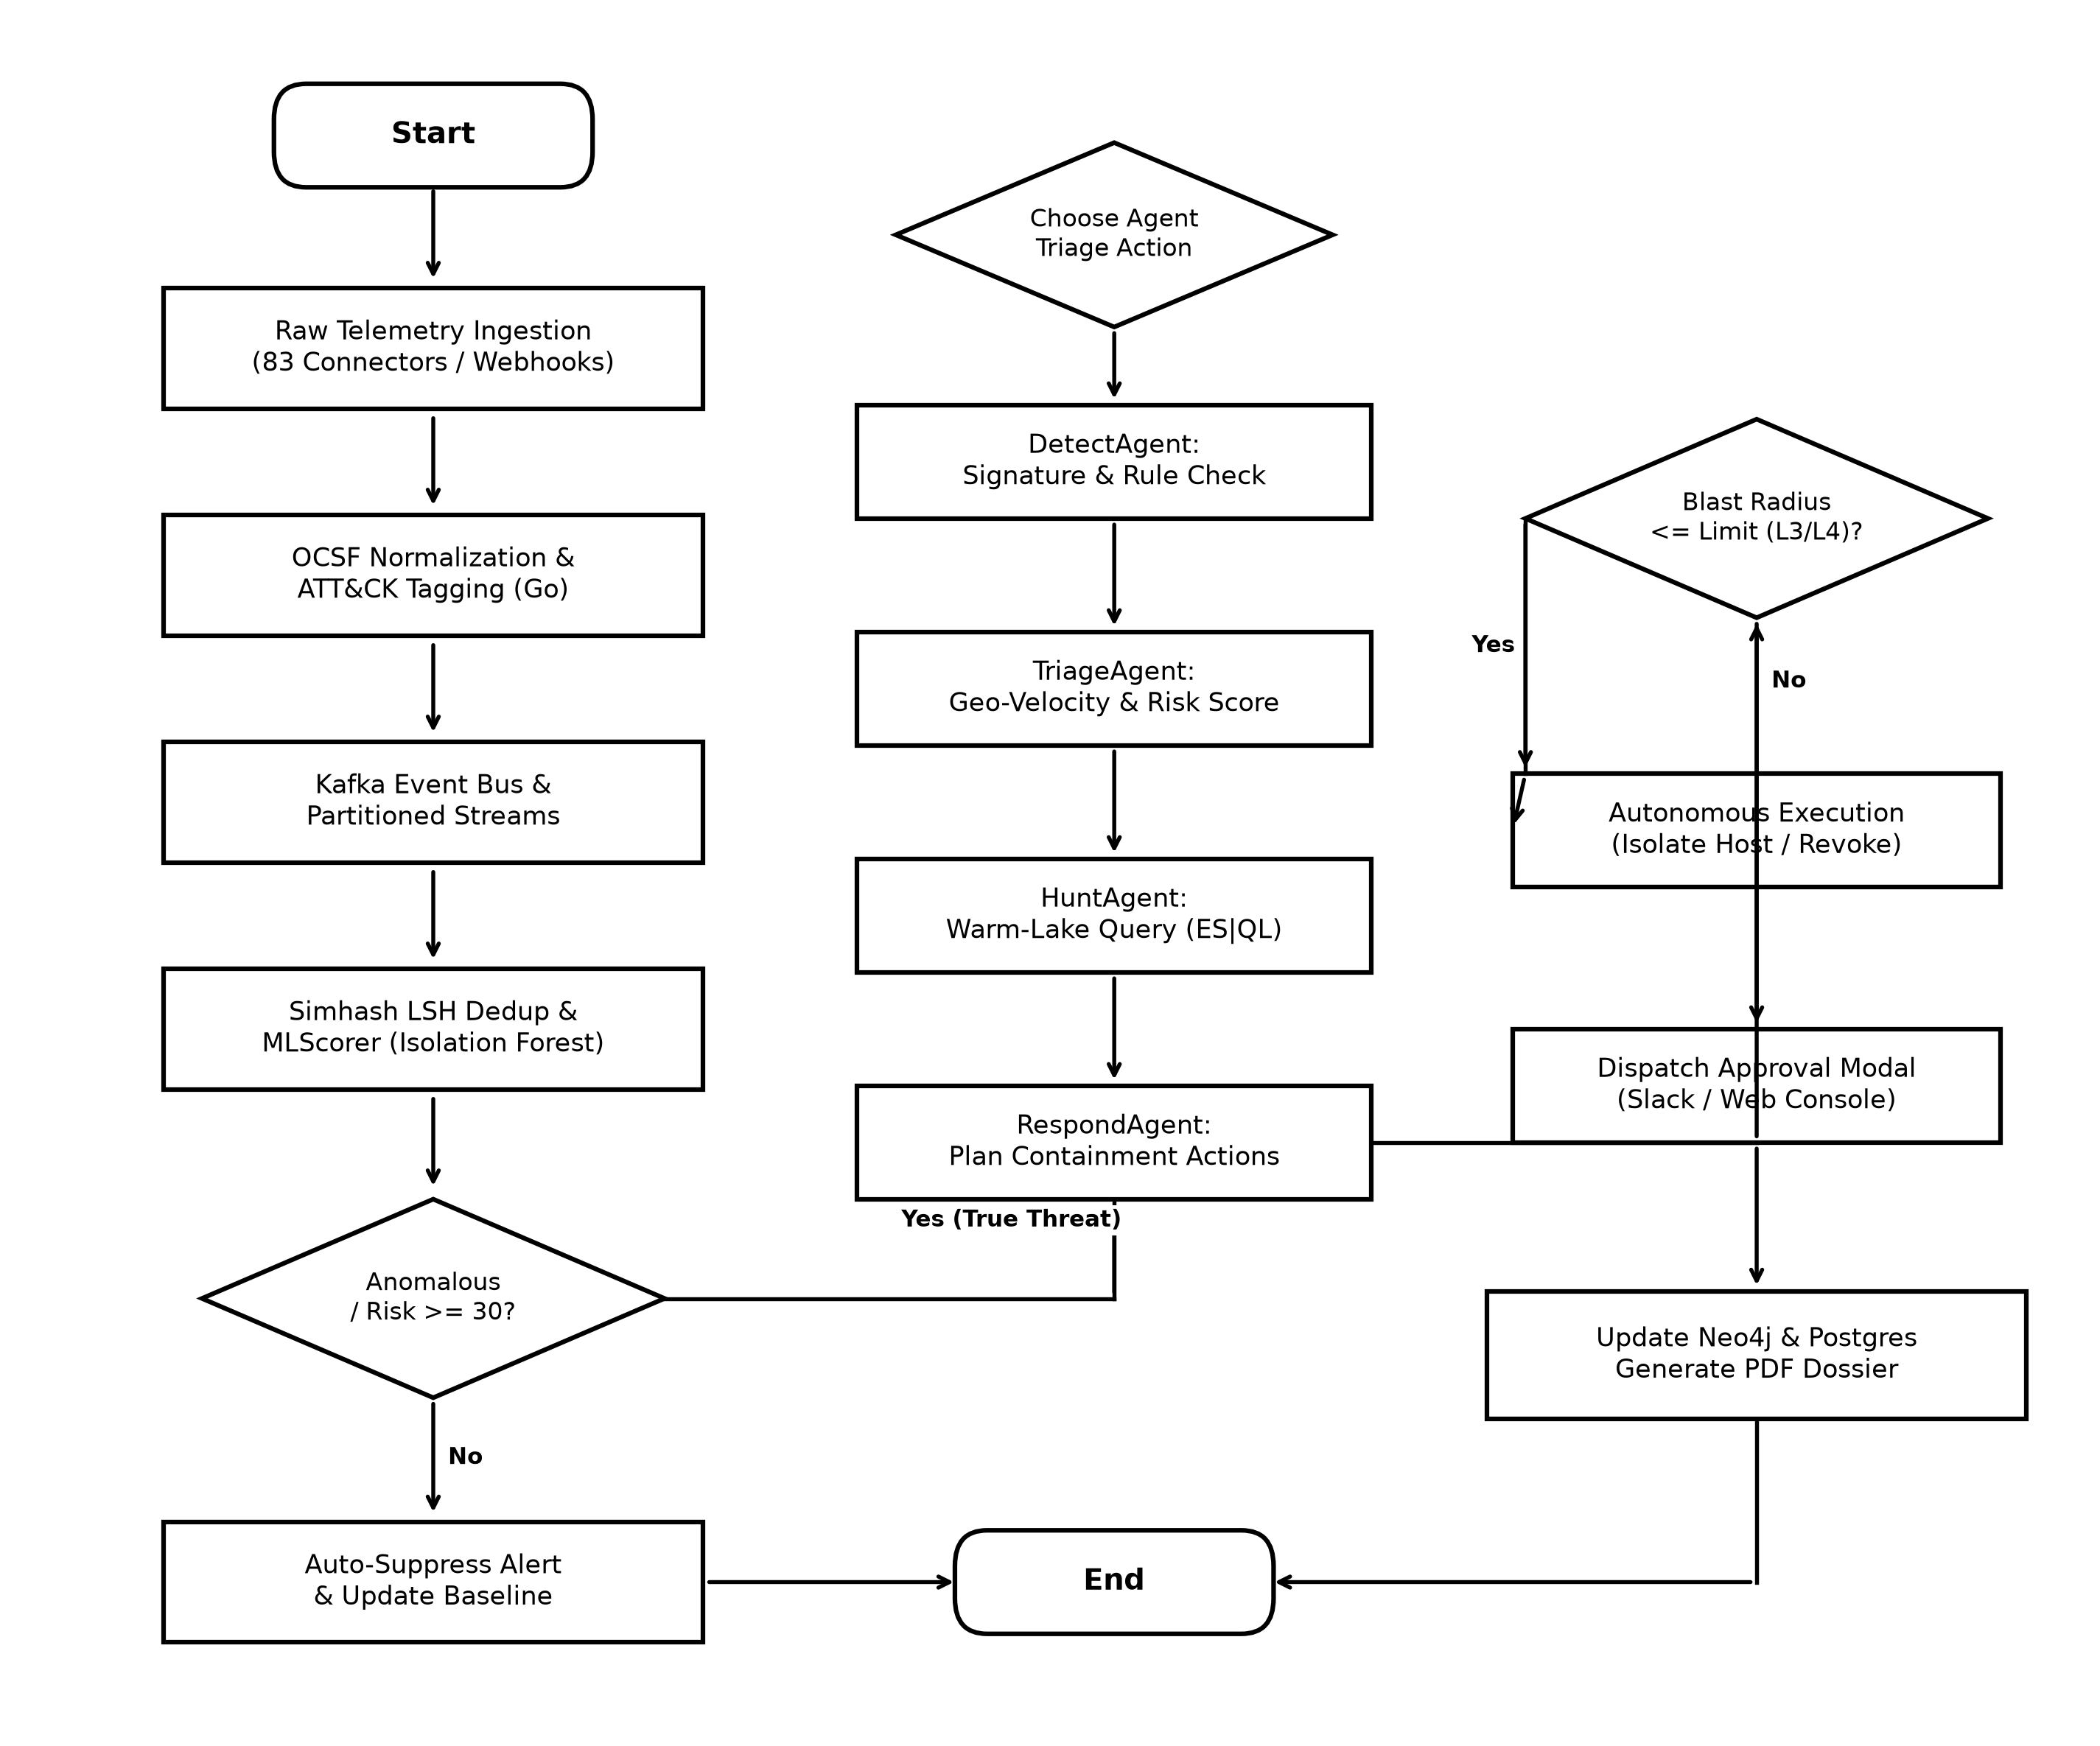 Start
Raw Telemetry Ingestion
(83 Connectors / Webhooks)
OCSF Normalization &
ATT&CK Tagging (Go)
Kafka Event Bus &
Partitioned Streams
Simhash LSH Dedup &
MLScorer (Isolation Forest)
Anomalous
/ Risk >= 30?
No
Auto-Suppress Alert
& Update Baseline
Choose Agent
Triage Action
DetectAgent:
Signature & Rule Check
TriageAgent:
Geo-Velocity & Risk Score
HuntAgent:
Warm-Lake Query (ES|QL)
RespondAgent:
Plan Containment Actions
Yes (True Threat)
End
Blast Radius
<= Limit (L3/L4)?
Yes
No
Autonomous Execution
(Isolate Host / Revoke)
Dispatch Approval Modal
(Slack / Web Console)
Update Neo4j & Postgres
Generate PDF Dossier